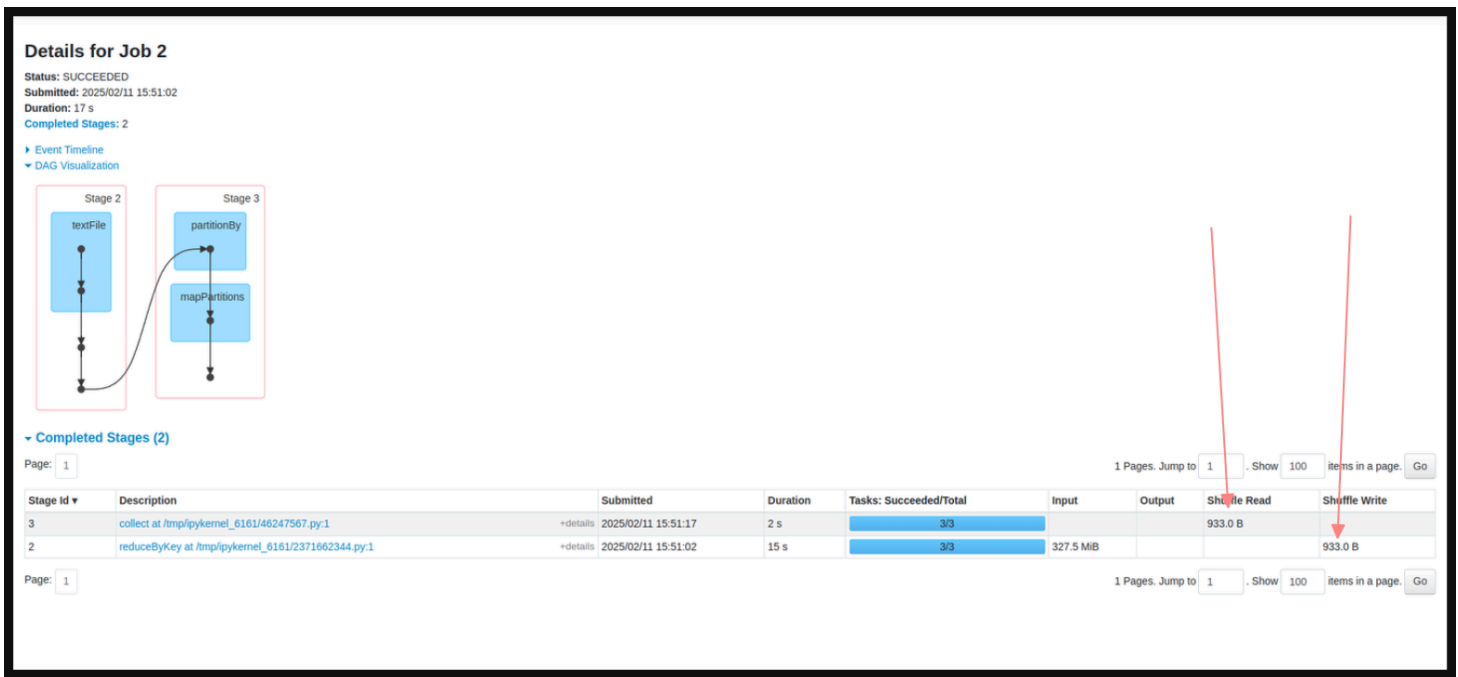 Details for Job 2
Status: SUCCEEDED
Submitted: 2025/02/11 15:51:02
Duration: 17 s
Completed Stages: 2
Event Timeline
DAG Visualization
Stage 2
Stage 3
textFile
partitionBy
mapPartitions
Completed Stages (2)
Page: 1
1 Pages. Jump to 1 . Show 100 items in a page. Go
Stage Id ▾ Description Submitted Duration Tasks: Succeeded/Total Input Output Shuffle Read Shuffle Write
3 collect at /tmp/ipykernel_6161/46247567.py:1 +details 2025/02/11 15:51:17 2 s 3/3 933.0 B
2 reduceByKey at /tmp/ipykernel_6161/2371662344.py:1 +details 2025/02/11 15:51:02 15 s 3/3 327.5 MiB 933.0 B
Page: 1
1 Pages. Jump to 1 . Show 100 items in a page. Go